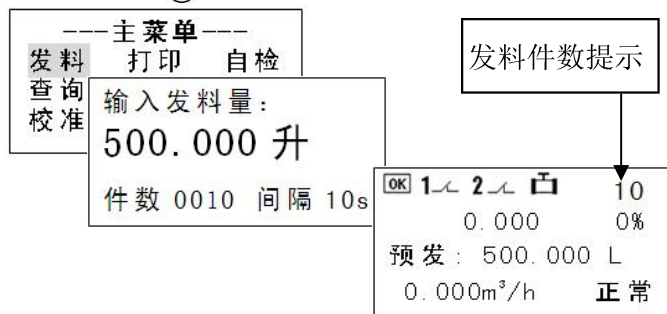 ---主菜单---
发料 打印 自检
查询
校准
输入发料量:
500.000 升
件数 0010 间隔 10s
发料件数提示
OK 1 2 10
0.000 0%
预发: 500.000 L
0.000m³/h 正常